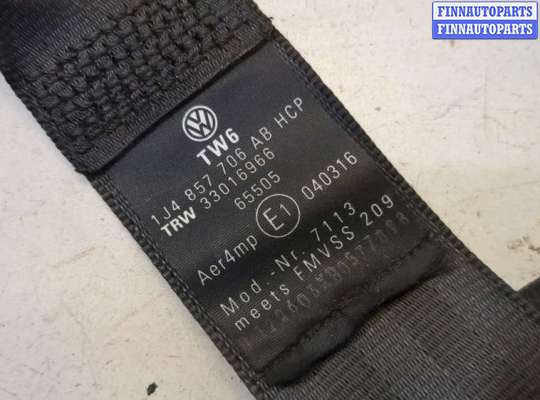 FINNAUTOPARTS
FINNAUTOPARTS
TW6
1J4 857 706 AB HCP
TRW 33016966
65505
Aer4mp E1 040316
Mod.-Nr. 7113
meets FMVSS 209